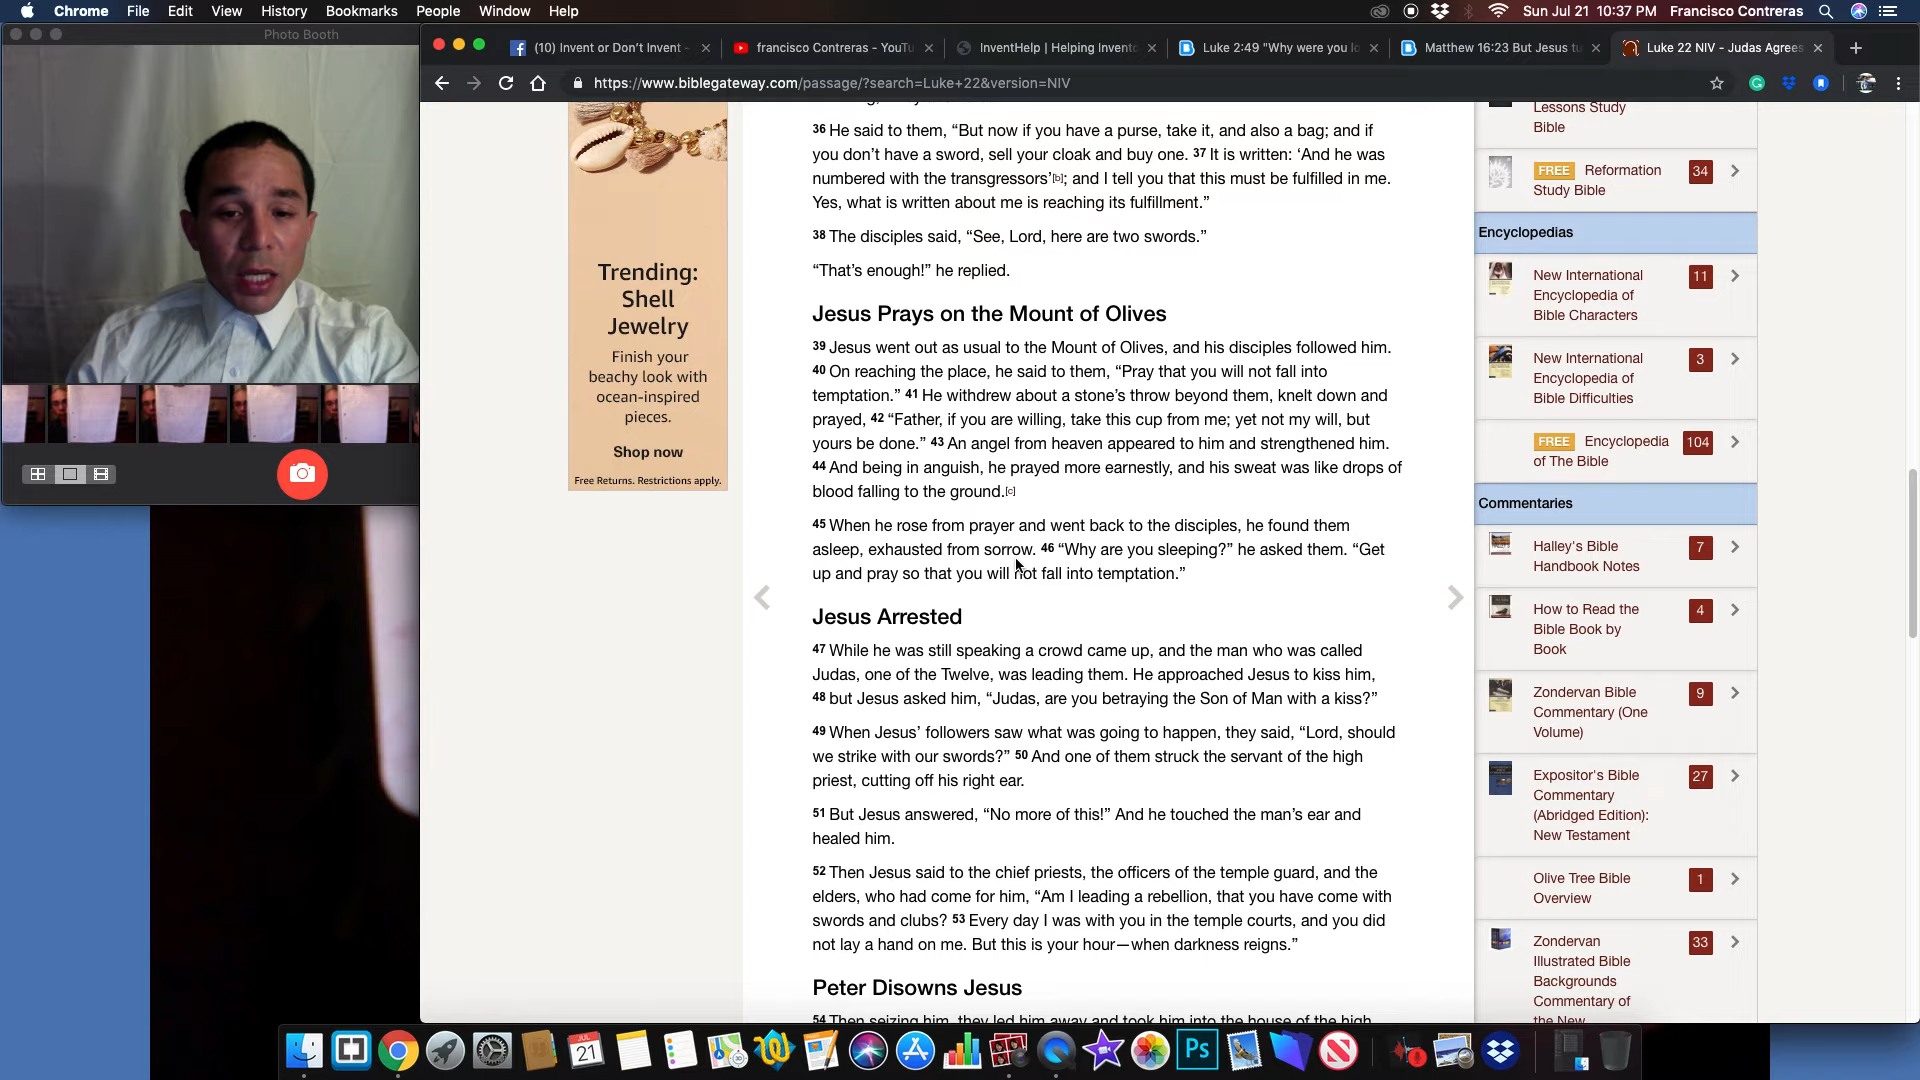 Chrome File Edit View History Bookmarks People Window Help Sun Jul 21 10:37 PM Francisco Contreras
Photo Booth
(10) Invent or Don't Invent - francisco Contreras - YouTu InventHelp | Helping Invento Luke 2:49 "Why were you lo Matthew 16:23 But Jesus tu Luke 22 NIV - Judas Agrees
https://www.biblegateway.com/passage/?search=Luke+22&version=NIV
Trending:
Shell
Jewelry
Finish your
beachy look with
ocean-inspired
pieces.
Shop now
Free Returns. Restrictions apply.
36 He said to them, “But now if you have a purse, take it, and also a bag; and if
you don’t have a sword, sell your cloak and buy one. 37 It is written: ‘And he was
numbered with the transgressors’[b]; and I tell you that this must be fulfilled in me.
Yes, what is written about me is reaching its fulfillment.”
38 The disciples said, “See, Lord, here are two swords.”
“That’s enough!” he replied.
Jesus Prays on the Mount of Olives
39 Jesus went out as usual to the Mount of Olives, and his disciples followed him.
40 On reaching the place, he said to them, “Pray that you will not fall into
temptation.” 41 He withdrew about a stone’s throw beyond them, knelt down and
prayed, 42 “Father, if you are willing, take this cup from me; yet not my will, but
yours be done.” 43 An angel from heaven appeared to him and strengthened him.
44 And being in anguish, he prayed more earnestly, and his sweat was like drops of
blood falling to the ground.[c]
45 When he rose from prayer and went back to the disciples, he found them
asleep, exhausted from sorrow. 46 “Why are you sleeping?” he asked them. “Get
up and pray so that you will not fall into temptation.”
Jesus Arrested
47 While he was still speaking a crowd came up, and the man who was called
Judas, one of the Twelve, was leading them. He approached Jesus to kiss him,
48 but Jesus asked him, “Judas, are you betraying the Son of Man with a kiss?”
49 When Jesus’ followers saw what was going to happen, they said, “Lord, should
we strike with our swords?” 50 And one of them struck the servant of the high
priest, cutting off his right ear.
51 But Jesus answered, “No more of this!” And he touched the man’s ear and
healed him.
52 Then Jesus said to the chief priests, the officers of the temple guard, and the
elders, who had come for him, “Am I leading a rebellion, that you have come with
swords and clubs? 53 Every day I was with you in the temple courts, and you did
not lay a hand on me. But this is your hour—when darkness reigns.”
Peter Disowns Jesus
54 Then seizing him, they led him away and took him into the house of the high
Lessons Study
Bible
FREE Reformation 34
Study Bible
Encyclopedias
New International 11
Encyclopedia of
Bible Characters
New International 3
Encyclopedia of
Bible Difficulties
FREE Encyclopedia 104
of The Bible
Commentaries
Halley's Bible 7
Handbook Notes
How to Read the 4
Bible Book by
Book
Zondervan Bible 9
Commentary (One
Volume)
Expositor's Bible 27
Commentary
(Abridged Edition):
New Testament
Olive Tree Bible 1
Overview
Zondervan 33
Illustrated Bible
Backgrounds
Commentary of
the New
JUL
21
Ps